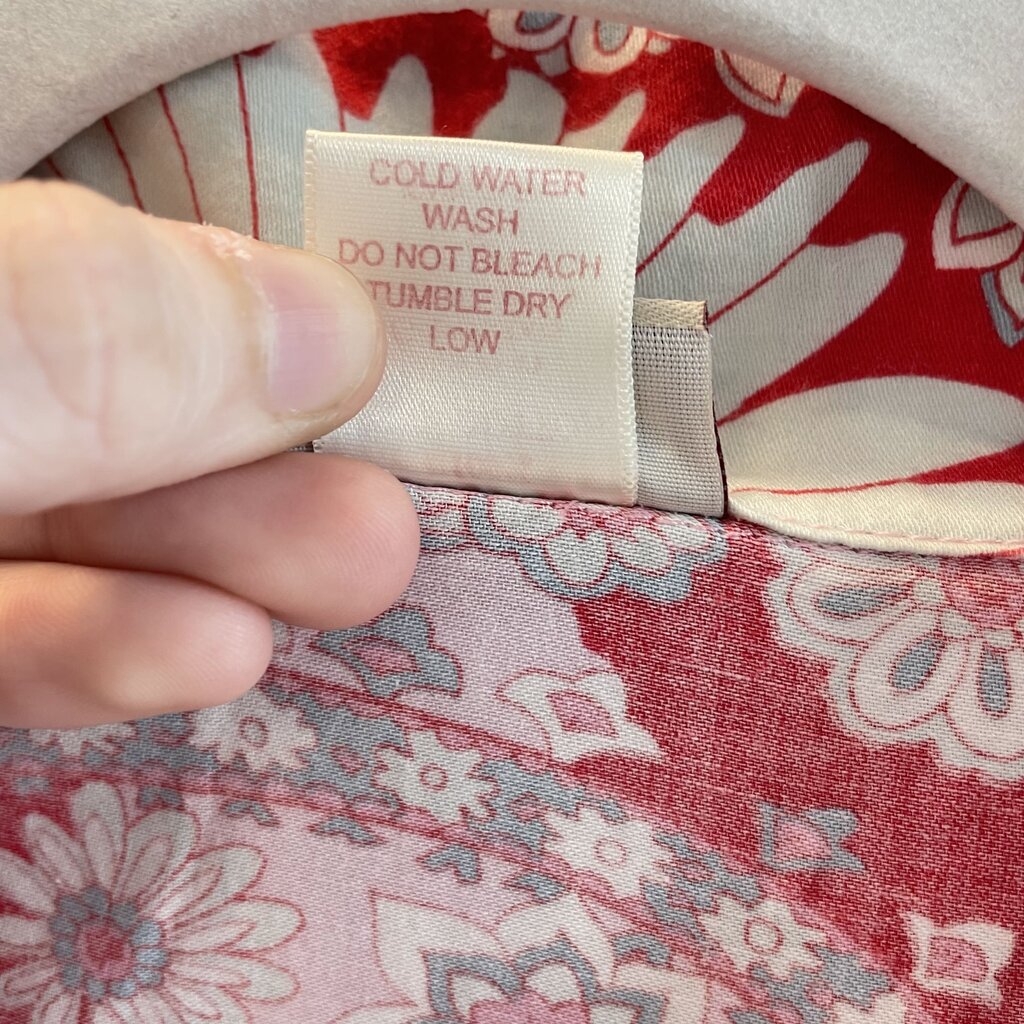 COLD WATER
WASH
DO NOT BLEACH
TUMBLE DRY
LOW